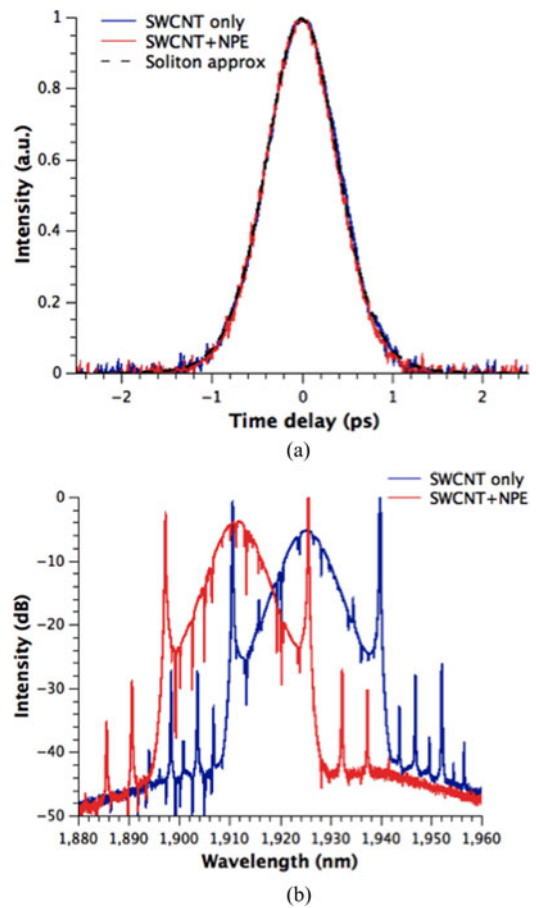 SWCNT only
SWCNT+NPE
Soliton approx
Intensity (a.u.)
1
0.8
0.6
0.4
0.2
0
−2
−1
0
1
2
Time delay (ps)
(a)
SWCNT only
SWCNT+NPE
Intensity (dB)
0
−10
−20
−30
−40
−50
1,880
1,890
1,900
1,910
1,920
1,930
1,940
1,950
1,960
Wavelength (nm)
(b)